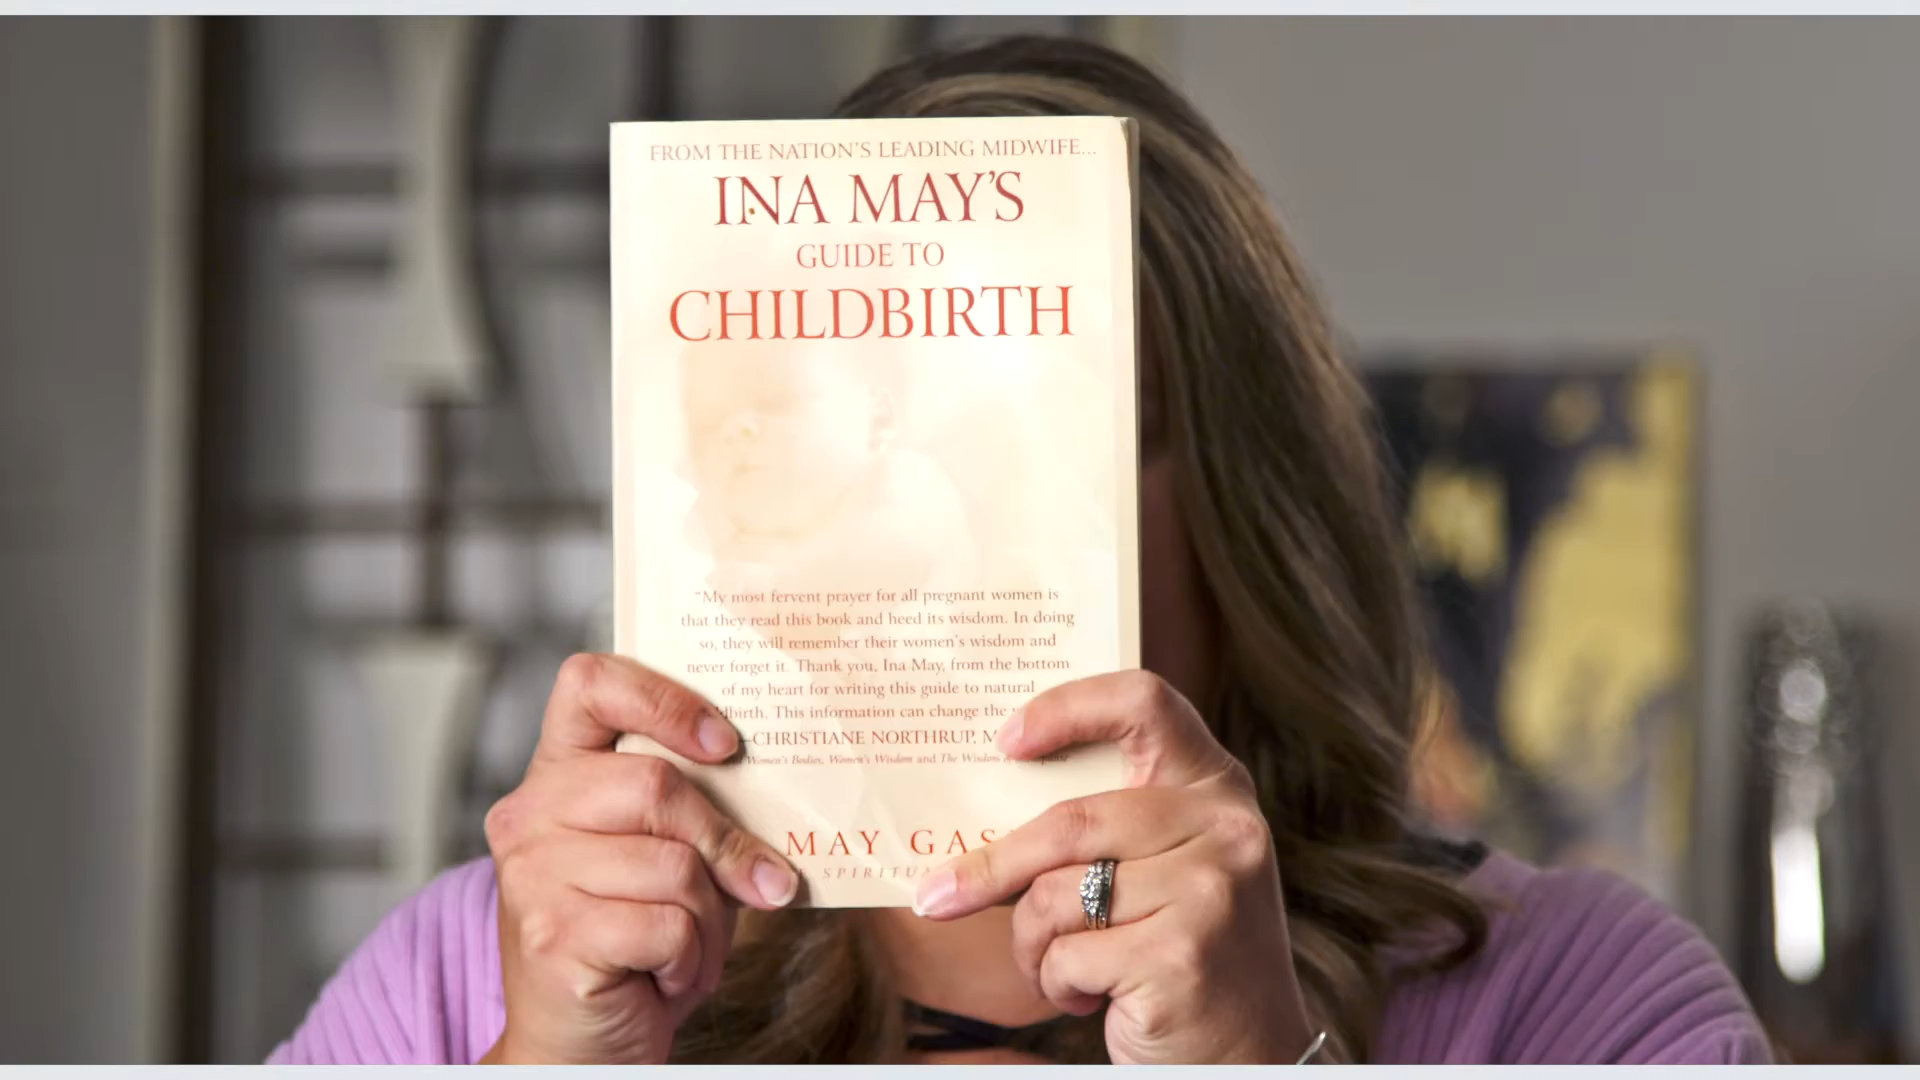 FROM THE NATION'S LEADING MIDWIFE...
INA MAY'S
GUIDE TO
CHILDBIRTH
"My most fervent prayer for all pregnant women is
that they read this book and heed its wisdom. In doing
so, they will remember their women's wisdom and
never forget it. Thank you, Ina May, from the bottom
of my heart for writing this guide to natural
dbirth. This information can change the
—CHRISTIANE NORTHRUP, M
Women's Bodies, Women's Wisdom and The Wisdom
MAY GAS
SPIRITUA